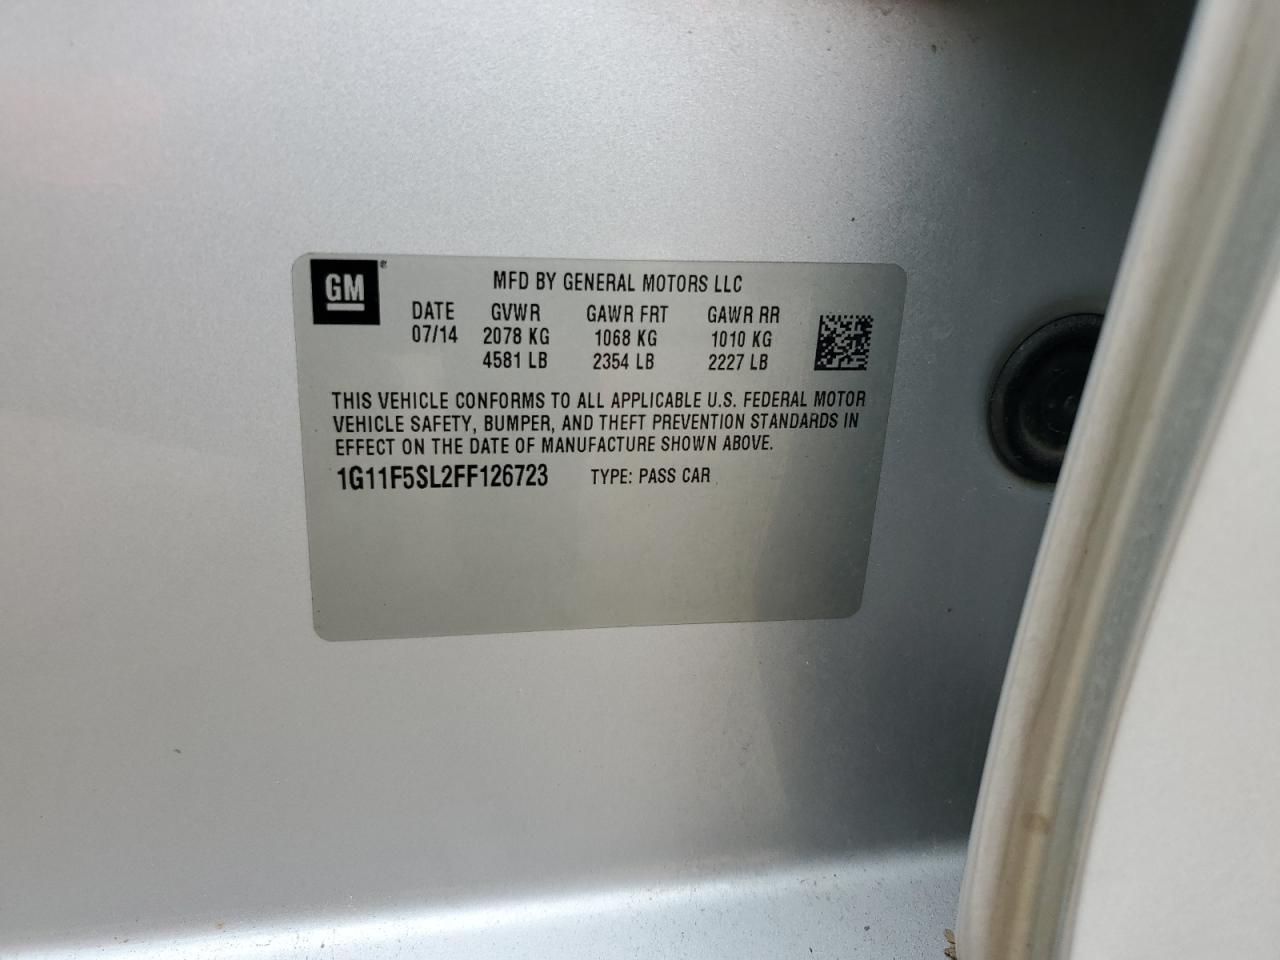 GM®
MFD BY GENERAL MOTORS LLC
DATE GVWR GAWR FRT GAWR RR
07/14 2078 KG 1068 KG 1010 KG
4581 LB 2354 LB 2227 LB
THIS VEHICLE CONFORMS TO ALL APPLICABLE U.S. FEDERAL MOTOR
VEHICLE SAFETY, BUMPER, AND THEFT PREVENTION STANDARDS IN
EFFECT ON THE DATE OF MANUFACTURE SHOWN ABOVE.
1G11F5SL2FF126723 TYPE: PASS CAR